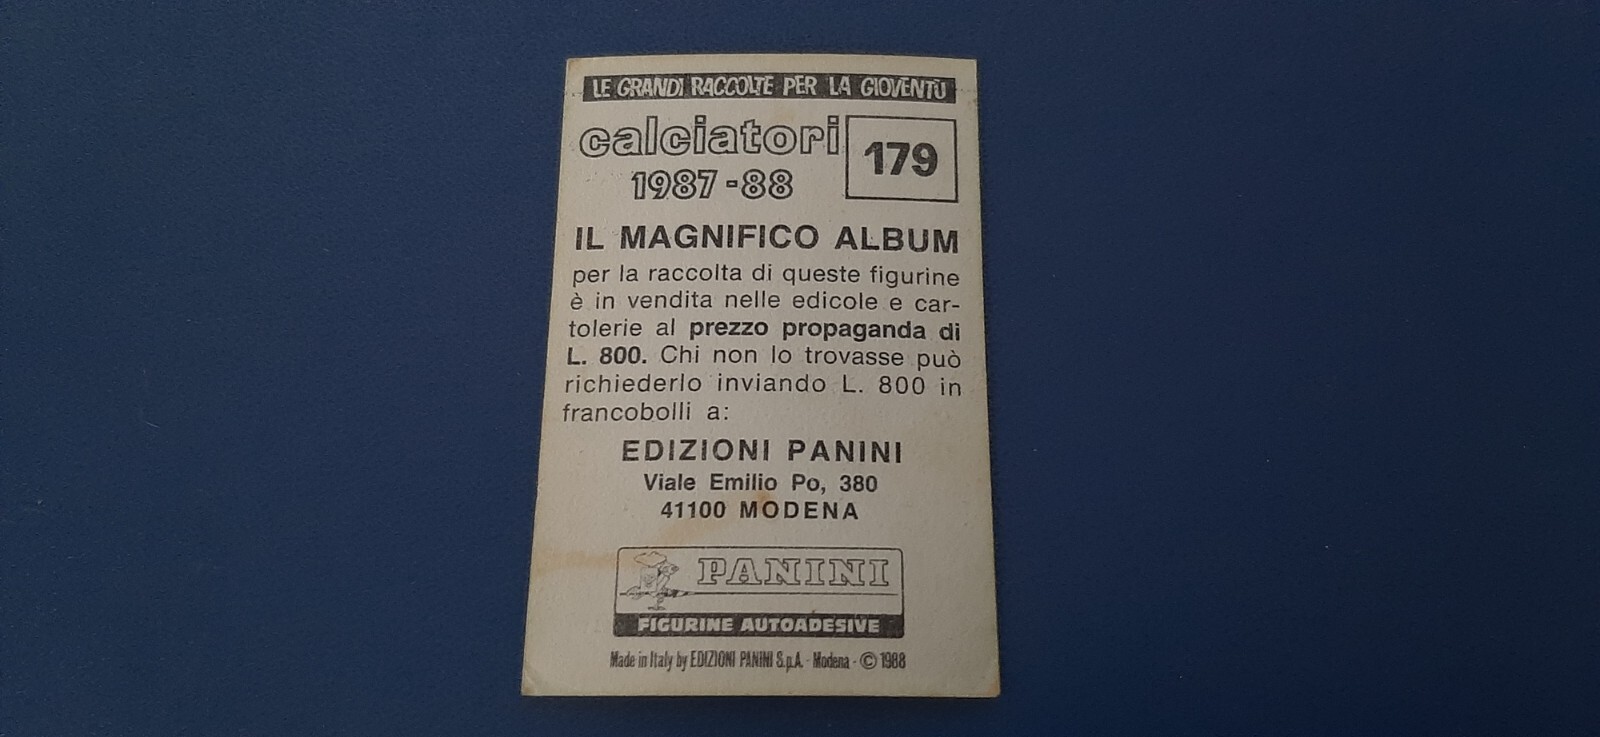 LE GRANDI RACCOLTE PER LA GIOVENTÙ
calciatori
1987-88
179
IL MAGNIFICO ALBUM
per la raccolta di queste figurine
è in vendita nelle edicole e car-
tolerie al prezzo propaganda di
L. 800. Chi non lo trovasse può
richiederlo inviando L. 800 in
francobolli a:
EDIZIONI PANINI
Viale Emilio Po, 380
41100 MODENA
PANINI
FIGURINE AUTOADESIVE
Made in Italy by EDIZIONI PANINI S.p.A. - Modena - © 1988